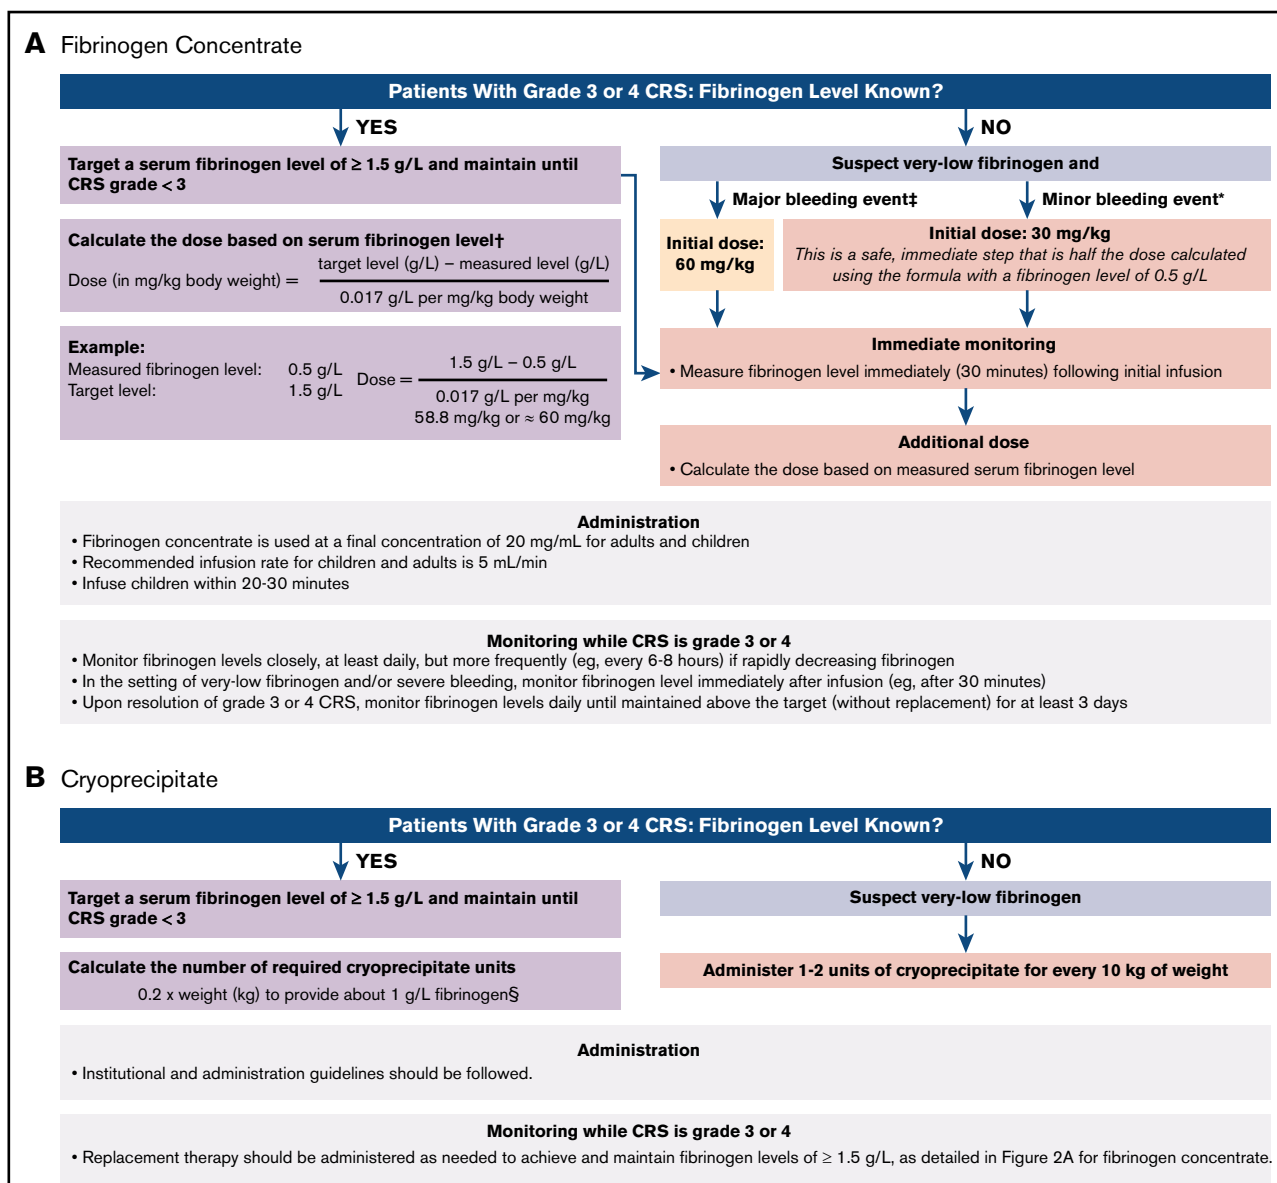 A Fibrinogen Concentrate
Patients With Grade 3 or 4 CRS: Fibrinogen Level Known?
YES
Target a serum fibrinogen level of ≥ 1.5 g/L and maintain until
CRS grade < 3
Calculate the dose based on serum fibrinogen level†
Dose (in mg/kg body weight) =
target level (g/L) – measured level (g/L)
0.017 g/L per mg/kg body weight
Example:
Measured fibrinogen level: 0.5 g/L
Target level: 1.5 g/L
Dose =
1.5 g/L – 0.5 g/L
0.017 g/L per mg/kg
58.8 mg/kg or ≈ 60 mg/kg
NO
Suspect very-low fibrinogen and
Major bleeding event‡
Minor bleeding event*
Initial dose:
60 mg/kg
Initial dose: 30 mg/kg
This is a safe, immediate step that is half the dose calculated
using the formula with a fibrinogen level of 0.5 g/L
Immediate monitoring
• Measure fibrinogen level immediately (30 minutes) following initial infusion
Additional dose
• Calculate the dose based on measured serum fibrinogen level
Administration
• Fibrinogen concentrate is used at a final concentration of 20 mg/mL for adults and children
• Recommended infusion rate for children and adults is 5 mL/min
• Infuse children within 20-30 minutes
Monitoring while CRS is grade 3 or 4
• Monitor fibrinogen levels closely, at least daily, but more frequently (eg, every 6-8 hours) if rapidly decreasing fibrinogen
• In the setting of very-low fibrinogen and/or severe bleeding, monitor fibrinogen level immediately after infusion (eg, after 30 minutes)
• Upon resolution of grade 3 or 4 CRS, monitor fibrinogen levels daily until maintained above the target (without replacement) for at least 3 days
B Cryoprecipitate
Patients With Grade 3 or 4 CRS: Fibrinogen Level Known?
YES
Target a serum fibrinogen level of ≥ 1.5 g/L and maintain until
CRS grade < 3
Calculate the number of required cryoprecipitate units
0.2 x weight (kg) to provide about 1 g/L fibrinogen§
NO
Suspect very-low fibrinogen
Administer 1-2 units of cryoprecipitate for every 10 kg of weight
Administration
• Institutional and administration guidelines should be followed.
Monitoring while CRS is grade 3 or 4
• Replacement therapy should be administered as needed to achieve and maintain fibrinogen levels of ≥ 1.5 g/L, as detailed in Figure 2A for fibrinogen concentrate.